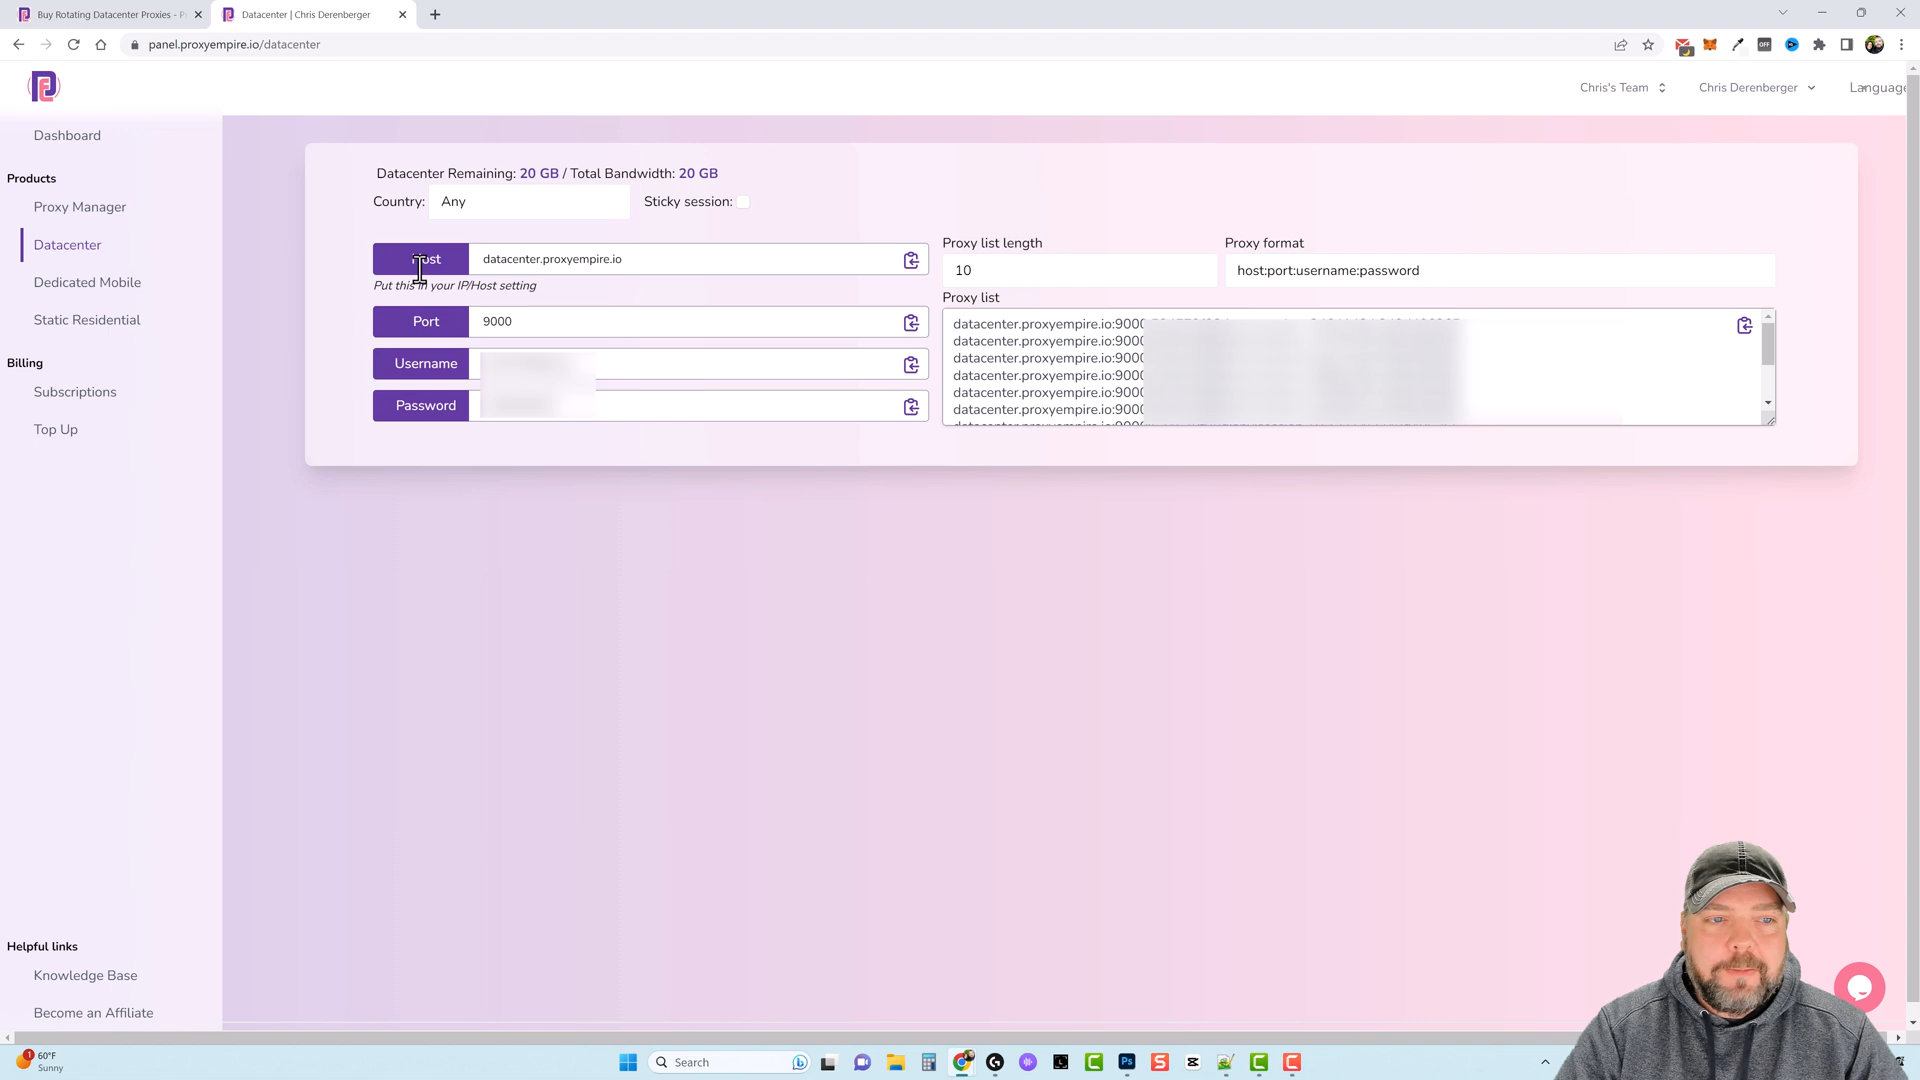 Buy Rotating Datacenter Proxies - P
Datacenter | Chris Derenberger
panel.proxyempire.io/datacenter
Chris's Team
Chris Derenberger
Language
Dashboard
Products
Proxy Manager
Datacenter
Dedicated Mobile
Static Residential
Billing
Subscriptions
Top Up
Datacenter Remaining: 20 GB / Total Bandwidth: 20 GB
Country: Any
Sticky session:
Host datacenter.proxyempire.io
Put this in your IP/Host setting
Port 9000
Username
Password
Proxy list length
10
Proxy format
host:port:username:password
Proxy list
datacenter.proxyempire.io:9000
datacenter.proxyempire.io:9000
datacenter.proxyempire.io:9000
datacenter.proxyempire.io:9000
datacenter.proxyempire.io:9000
datacenter.proxyempire.io:9000
Helpful links
Knowledge Base
Become an Affiliate
60°F
Sunny
Search